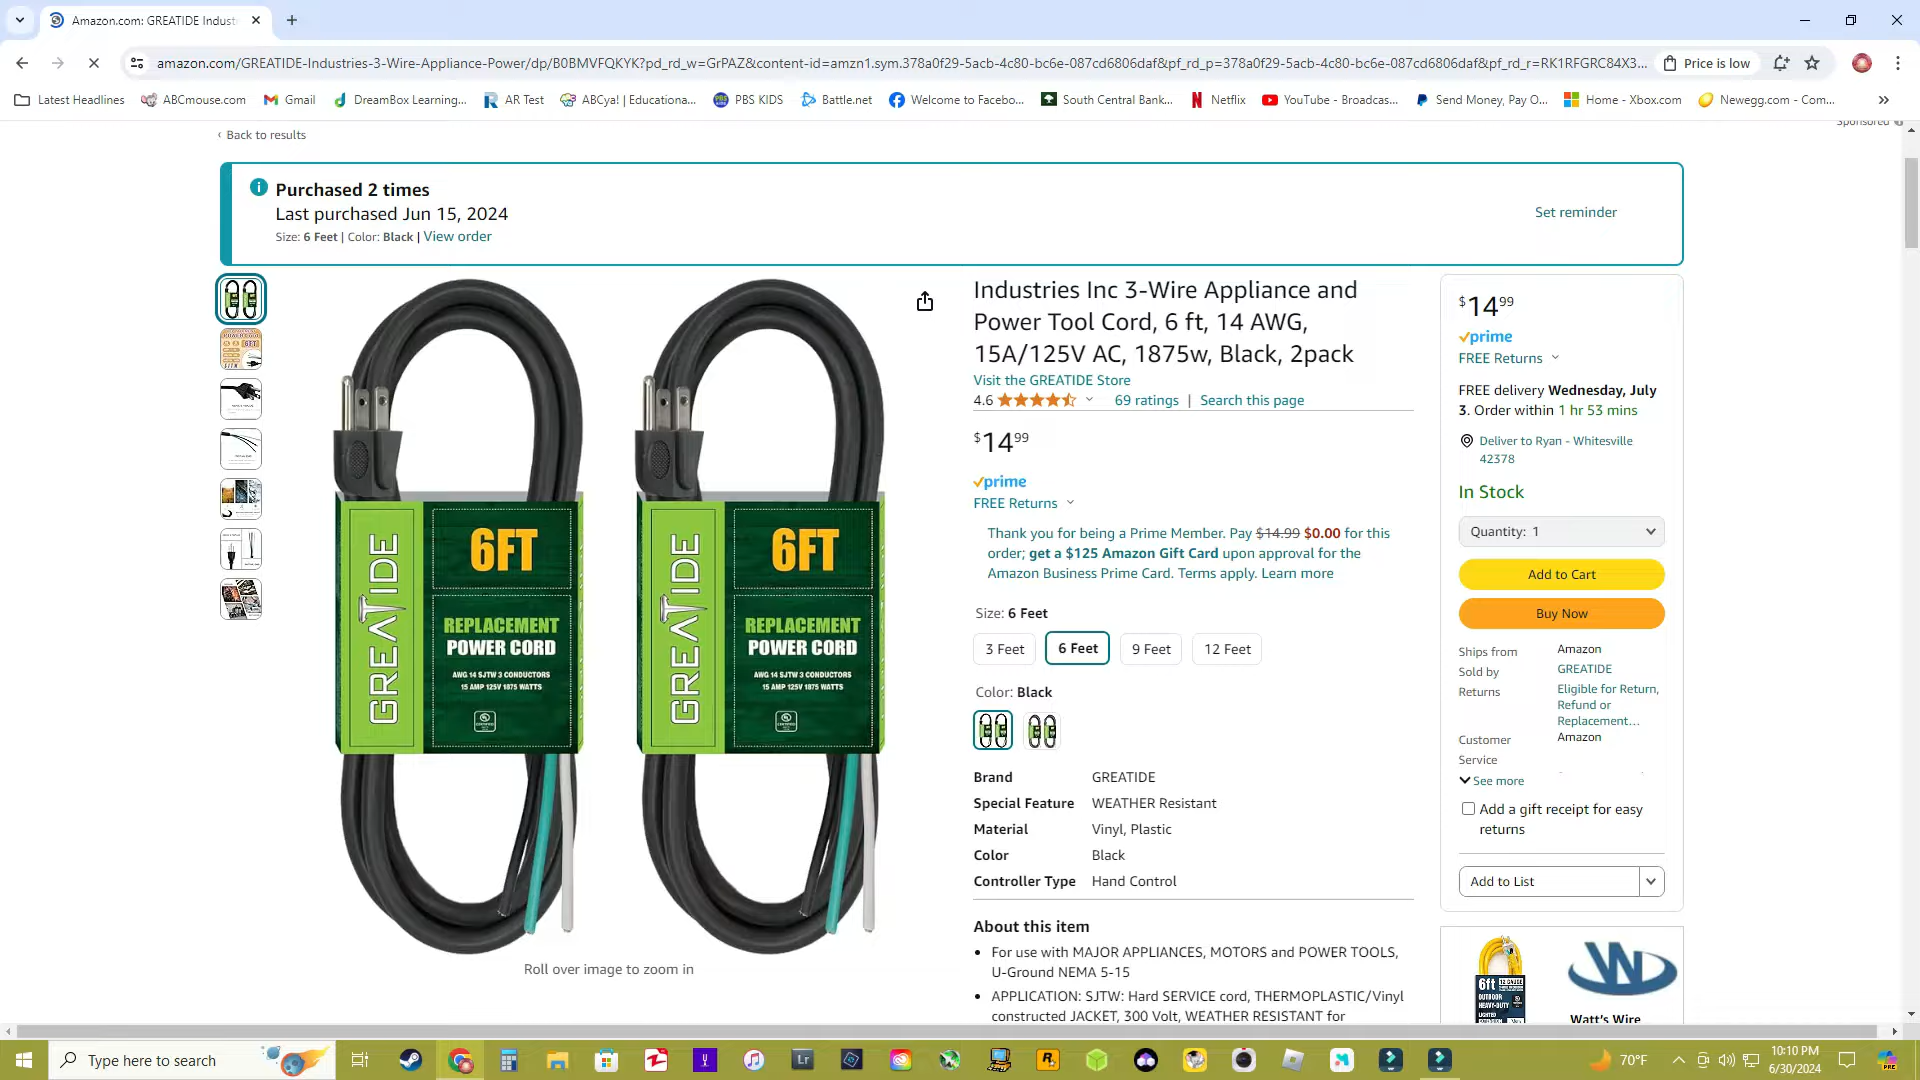 Amazon.com: GREATIDE Indust
amazon.com/GREATIDE-Industries-3-Wire-Appliance-Power/dp/B0BMVFQKYK?pd_rd_w=GrPAZ&content-id=amzn1.sym.378a0f29-5acb-4c80-bc6e-087cd6806daf&pf_rd_p=378a0f29-5acb-4c80-bc6e-087cd6806daf&pf_rd_r=RK1RFGRC84X3...
Price is low
Latest Headlines
ABCmouse.com
Gmail
DreamBox Learning...
AR Test
ABCya! | Educationa...
PBS KIDS
Battle.net
Welcome to Facebo...
South Central Bank...
Netflix
YouTube - Broadcas...
Send Money, Pay O...
Home - Xbox.com
Newegg.com - Com...
Sponsored
‹ Back to results
Purchased 2 times
Last purchased Jun 15, 2024
Size: 6 Feet | Color: Black | View order
Set reminder
6FT
GREATIDE
REPLACEMENT
POWER CORD
AWG 14 SJTW 3 CONDUCTORS
15 AMP 125V 1875 WATTS
6FT
GREATIDE
REPLACEMENT
POWER CORD
AWG 14 SJTW 3 CONDUCTORS
15 AMP 125V 1875 WATTS
Roll over image to zoom in
Industries Inc 3-Wire Appliance and
Power Tool Cord, 6 ft, 14 AWG,
15A/125V AC, 1875w, Black, 2pack
Visit the GREATIDE Store
4.6
69 ratings | Search this page
$14 99
prime
FREE Returns
Thank you for being a Prime Member. Pay $14.99 $0.00 for this
order; get a $125 Amazon Gift Card upon approval for the
Amazon Business Prime Card. Terms apply. Learn more
Size: 6 Feet
3 Feet
6 Feet
9 Feet
12 Feet
Color: Black
Brand GREATIDE
Special Feature WEATHER Resistant
Material Vinyl, Plastic
Color Black
Controller Type Hand Control
About this item
• For use with MAJOR APPLIANCES, MOTORS and POWER TOOLS,
U-Ground NEMA 5-15
• APPLICATION: SJTW: Hard SERVICE cord, THERMOPLASTIC/Vinyl
constructed JACKET, 300 Volt, WEATHER RESISTANT for
$14 99
prime
FREE Returns
FREE delivery Wednesday, July
3. Order within 1 hr 53 mins
Deliver to Ryan - Whitesville
42378
In Stock
Quantity: 1
Add to Cart
Buy Now
Ships from Amazon
Sold by GREATIDE
Returns Eligible for Return,
Refund or
Replacement...
Customer Amazon
Service
See more
Add a gift receipt for easy
returns
Add to List
6ft
OUTDOOR
HEAVY-DUTY
LIGHTED
Watt's Wire
Type here to search
70°F
10:10 PM
6/30/2024